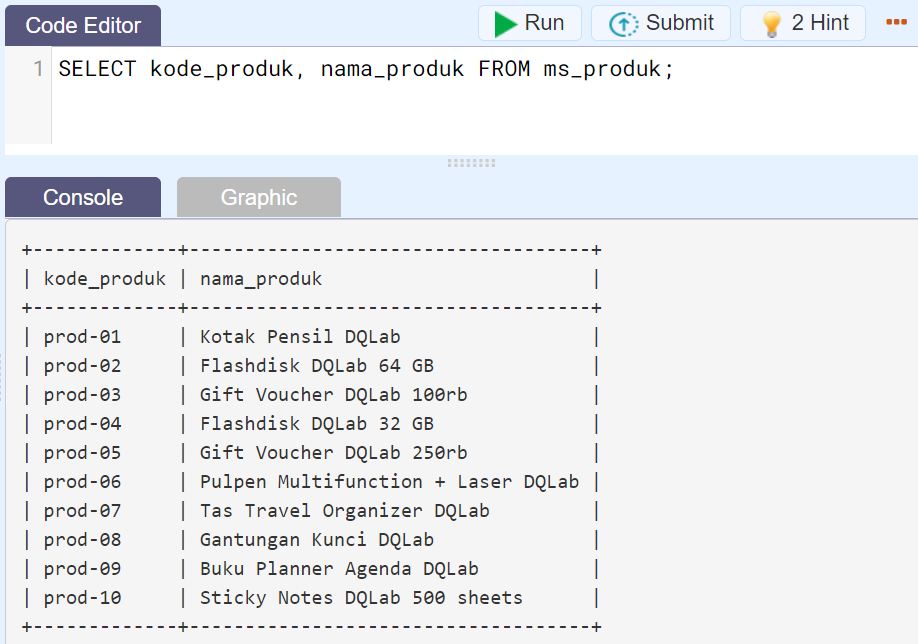 Code Editor
Run
Submit
2 Hint
1 SELECT kode_produk, nama_produk FROM ms_produk;
Console
Graphic
+-------------+------------------------------------+
| kode_produk | nama_produk                        |
+-------------+------------------------------------+
| prod-01     | Kotak Pensil DQLab                 |
| prod-02     | Flashdisk DQLab 64 GB              |
| prod-03     | Gift Voucher DQLab 100rb           |
| prod-04     | Flashdisk DQLab 32 GB              |
| prod-05     | Gift Voucher DQLab 250rb           |
| prod-06     | Pulpen Multifunction + Laser DQLab |
| prod-07     | Tas Travel Organizer DQLab         |
| prod-08     | Gantungan Kunci DQLab              |
| prod-09     | Buku Planner Agenda DQLab          |
| prod-10     | Sticky Notes DQLab 500 sheets      |
+-------------+------------------------------------+